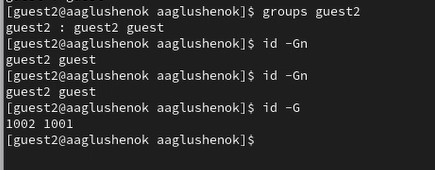 [guest2@aaglushenok aaglushenok]$ groups guest2
guest2 : guest2 guest
[guest2@aaglushenok aaglushenok]$ id -Gn
guest2 guest
[guest2@aaglushenok aaglushenok]$ id -Gn
guest2 guest
[guest2@aaglushenok aaglushenok]$ id -G
1002 1001
[guest2@aaglushenok aaglushenok]$